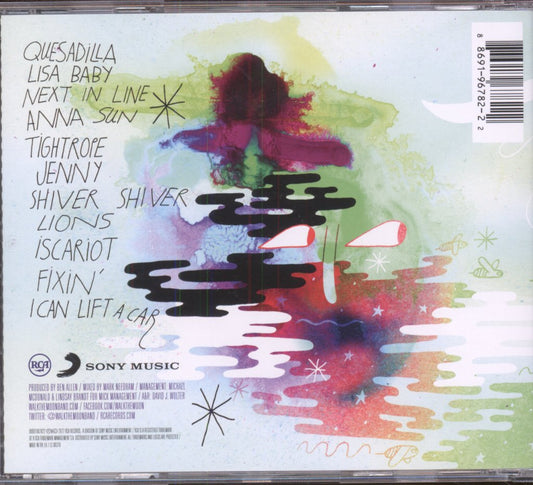 QUESADILLA
LISA BABY
NEXT IN LINE
ANNA SUN
TIGHTROPE
JENNY
SHIVER SHIVER
LIONS
ISCARIOT
FIXIN'
I CAN LIFT A CAR
8 8691-96782-2 2
RCA
SONY MUSIC
PRODUCED BY BEN ALLEN / MIXED BY MARK NEEDHAM / MANAGEMENT: MICHAEL
MCDONALD & LINDSAY BRANDT FOR MICK MANAGEMENT / A&R: DAVID J. WOLTER
WALKTHEMOONBAND.COM / FACEBOOK.COM/WALKTHEMOON
TWITTER: @WALKTHEMOONBAND / RCARECORDS.COM